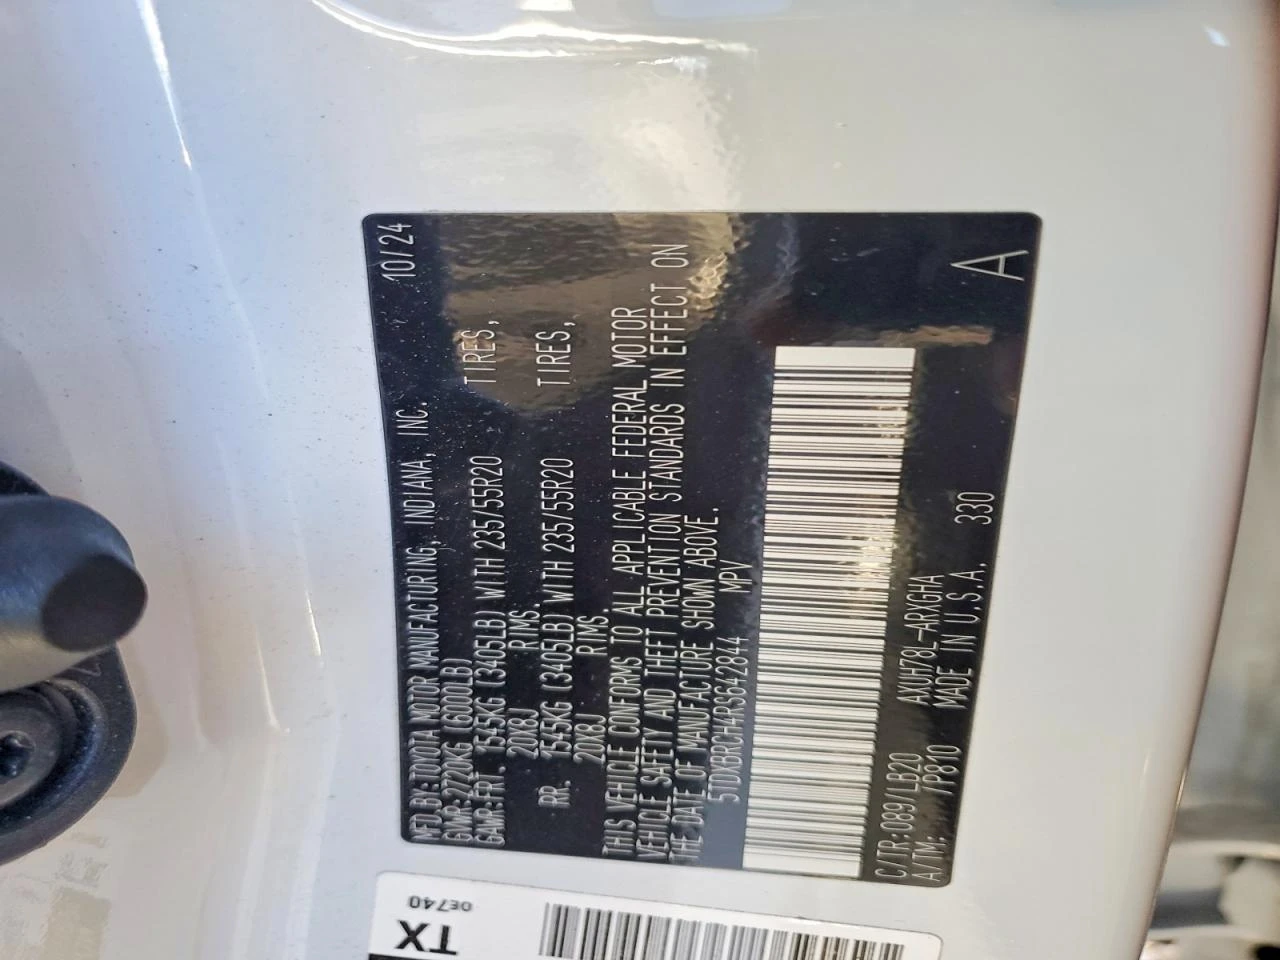 MFD.BY:TOYOTA MOTOR MANUFACTURING, INDIANA, INC. 10/24
GVWR:2720KG (6000LB)
GAWR:FRT. 1545KG (3405LB) WITH 235/55R20 TIRES,
20X8J RIMS.
RR. 1545KG (3405LB) WITH 235/55R20 TIRES,
20X8J RIMS.
THIS VEHICLE CONFORMS TO ALL APPLICABLE FEDERAL MOTOR
VEHICLE SAFETY AND THEFT PREVENTION STANDARDS IN EFFECT ON
THE DATE OF MANUFACTURE SHOWN ABOVE.
5TDXBRCH4RS642844 MPV
C/TR:089/LB20 AXUH78L-ARXGHA
A/TM: /P810 MADE IN U.S.A. 330
A
TX
OE740